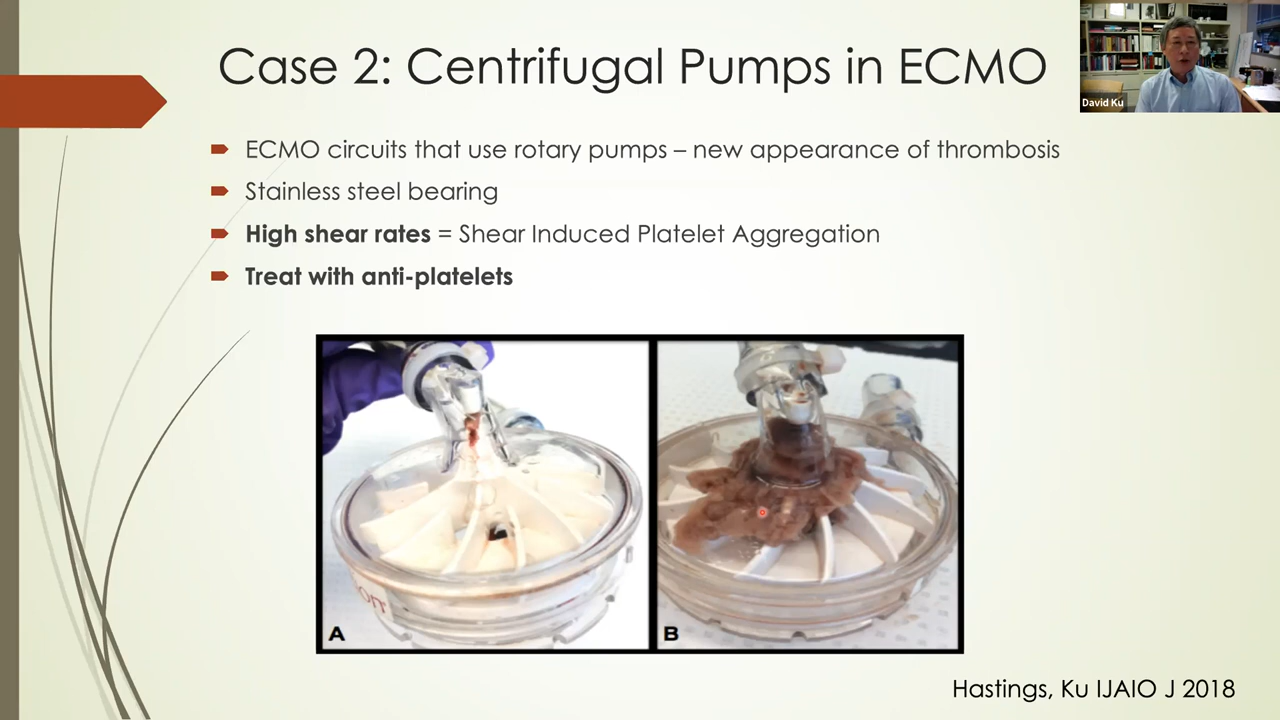 Case 2: Centrifugal Pumps in ECMO
David Ku
ECMO circuits that use rotary pumps – new appearance of thrombosis
Stainless steel bearing
High shear rates = Shear Induced Platelet Aggregation
Treat with anti-platelets
on
A
B
Hastings, Ku IJAIO J 2018